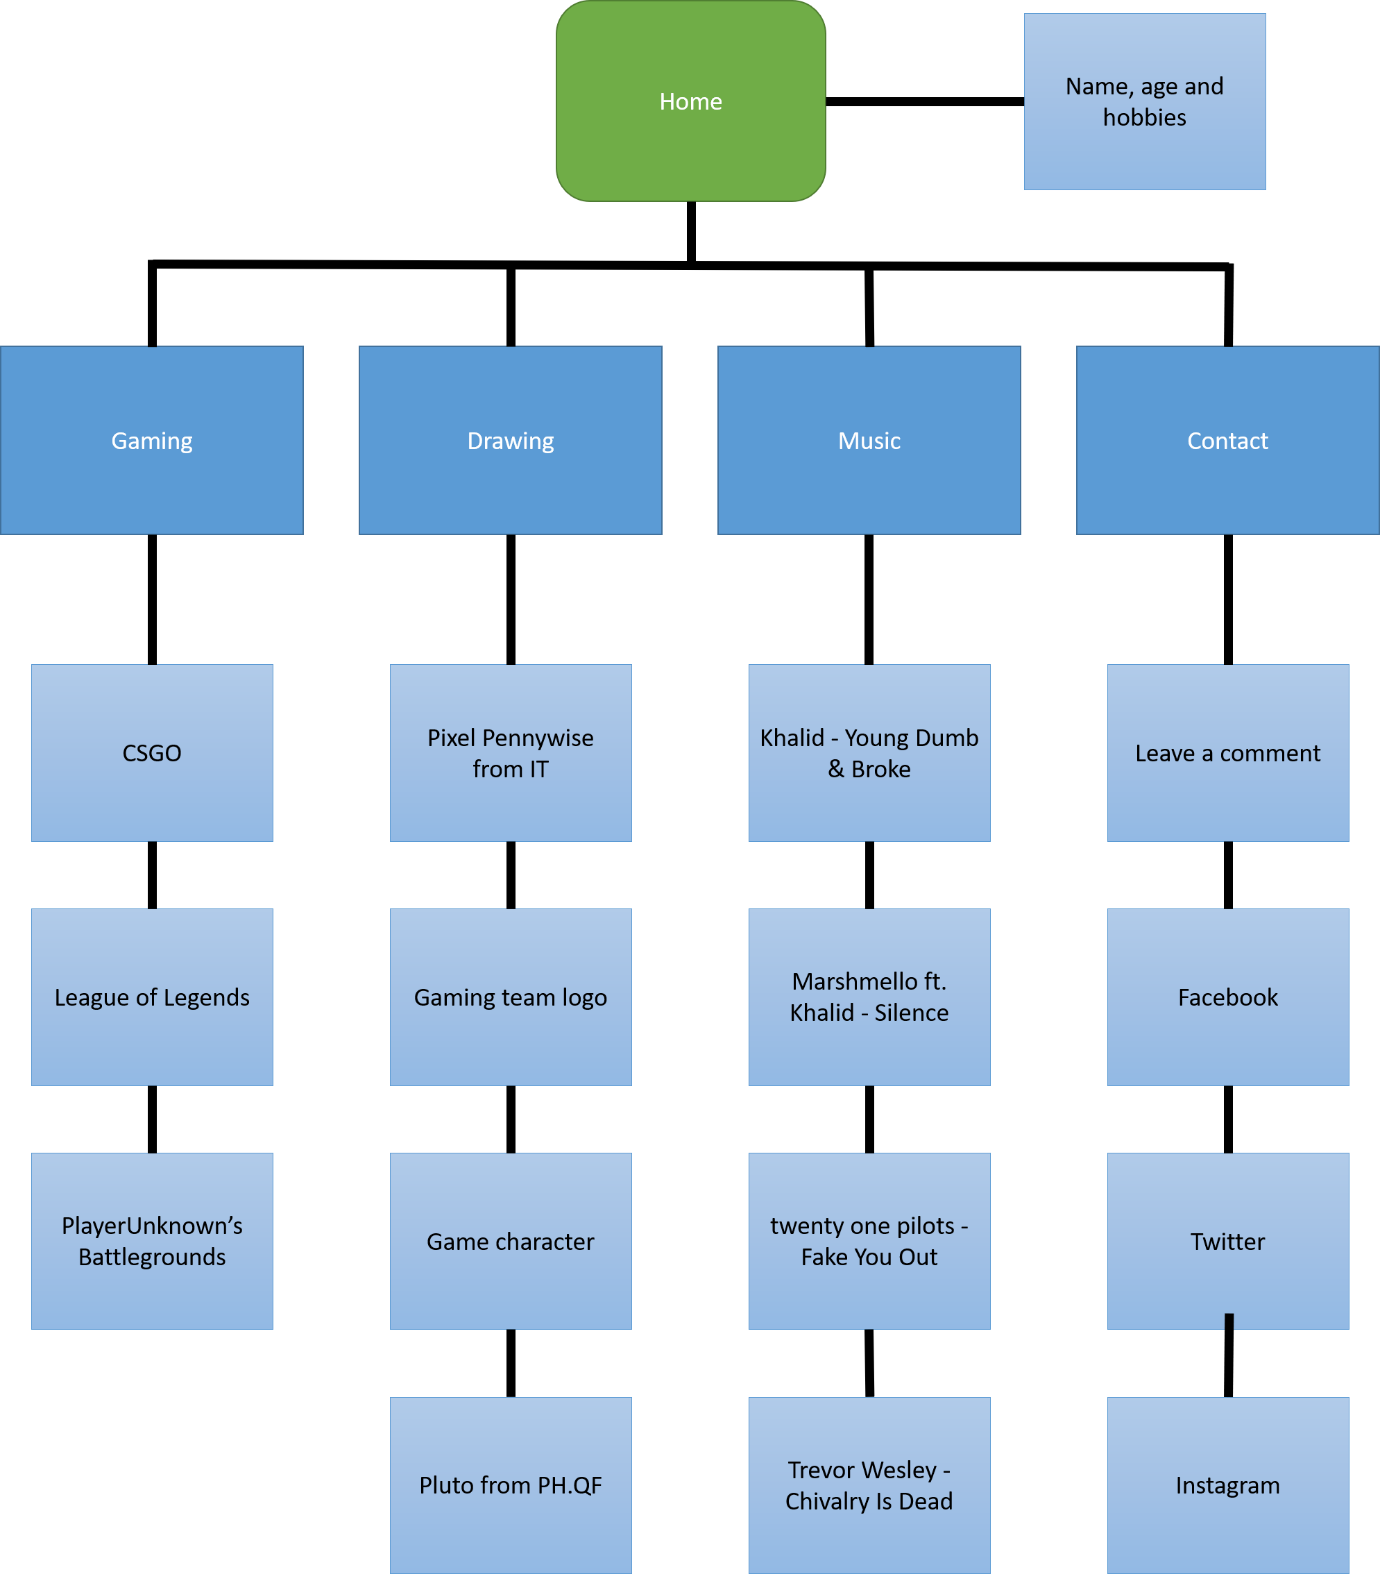 Home
Name, age and
hobbies
Gaming
Drawing
Music
Contact
CSGO
Pixel Pennywise
from IT
Khalid - Young Dumb
& Broke
Leave a comment
League of Legends
Gaming team logo
Marshmello ft.
Khalid - Silence
Facebook
PlayerUnknown’s
Battlegrounds
Game character
twenty one pilots -
Fake You Out
Twitter
Pluto from PH.QF
Trevor Wesley -
Chivalry Is Dead
Instagram